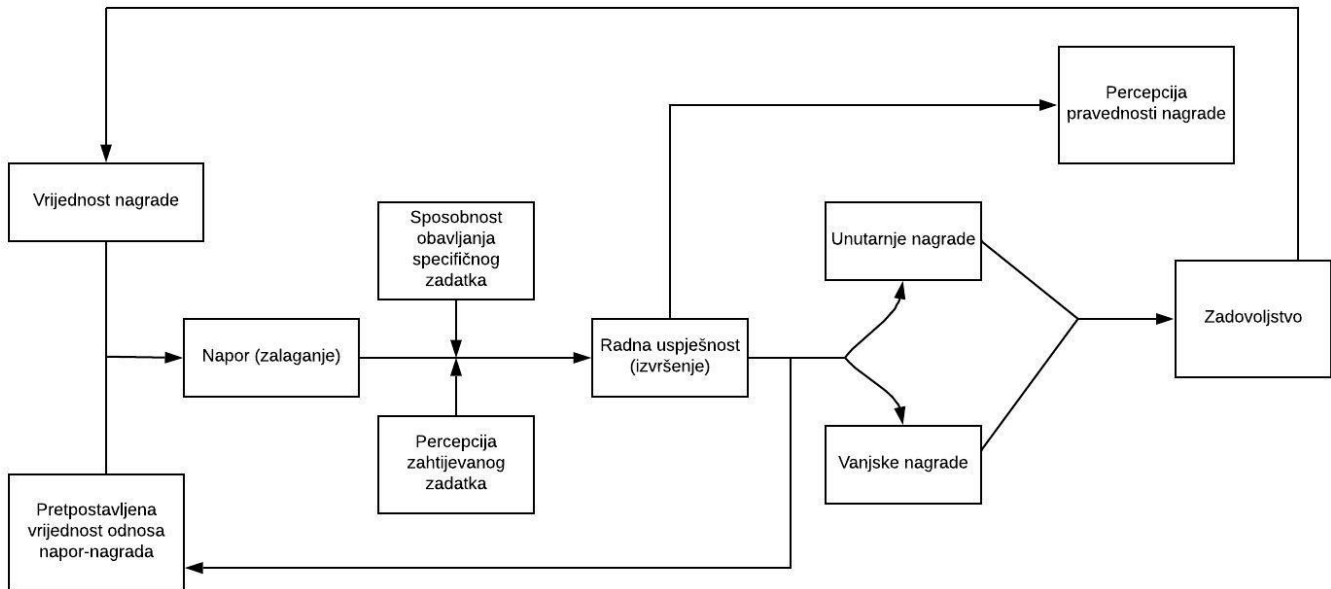 Percepcija
pravednosti nagrade
Vrijednost nagrade
Sposobnost
obavljanja
specifičnog
zadatka
Unutarnje nagrade
Zadovoljstvo
Napor (zalaganje)
Radna uspješnost
(izvršenje)
Percepcija
zahtijevanog
zadatka
Vanjske nagrade
Pretpostavljena
vrijednost odnosa
napor-nagrada